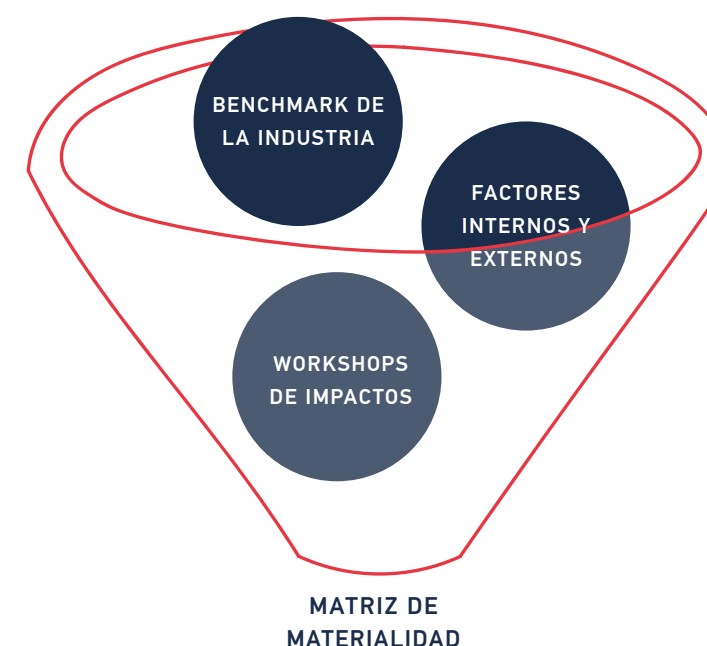 BENCHMARK DE
LA INDUSTRIA
FACTORES
INTERNOS Y
EXTERNOS
WORKSHOPS
DE IMPACTOS
MATRIZ DE
MATERIALIDAD